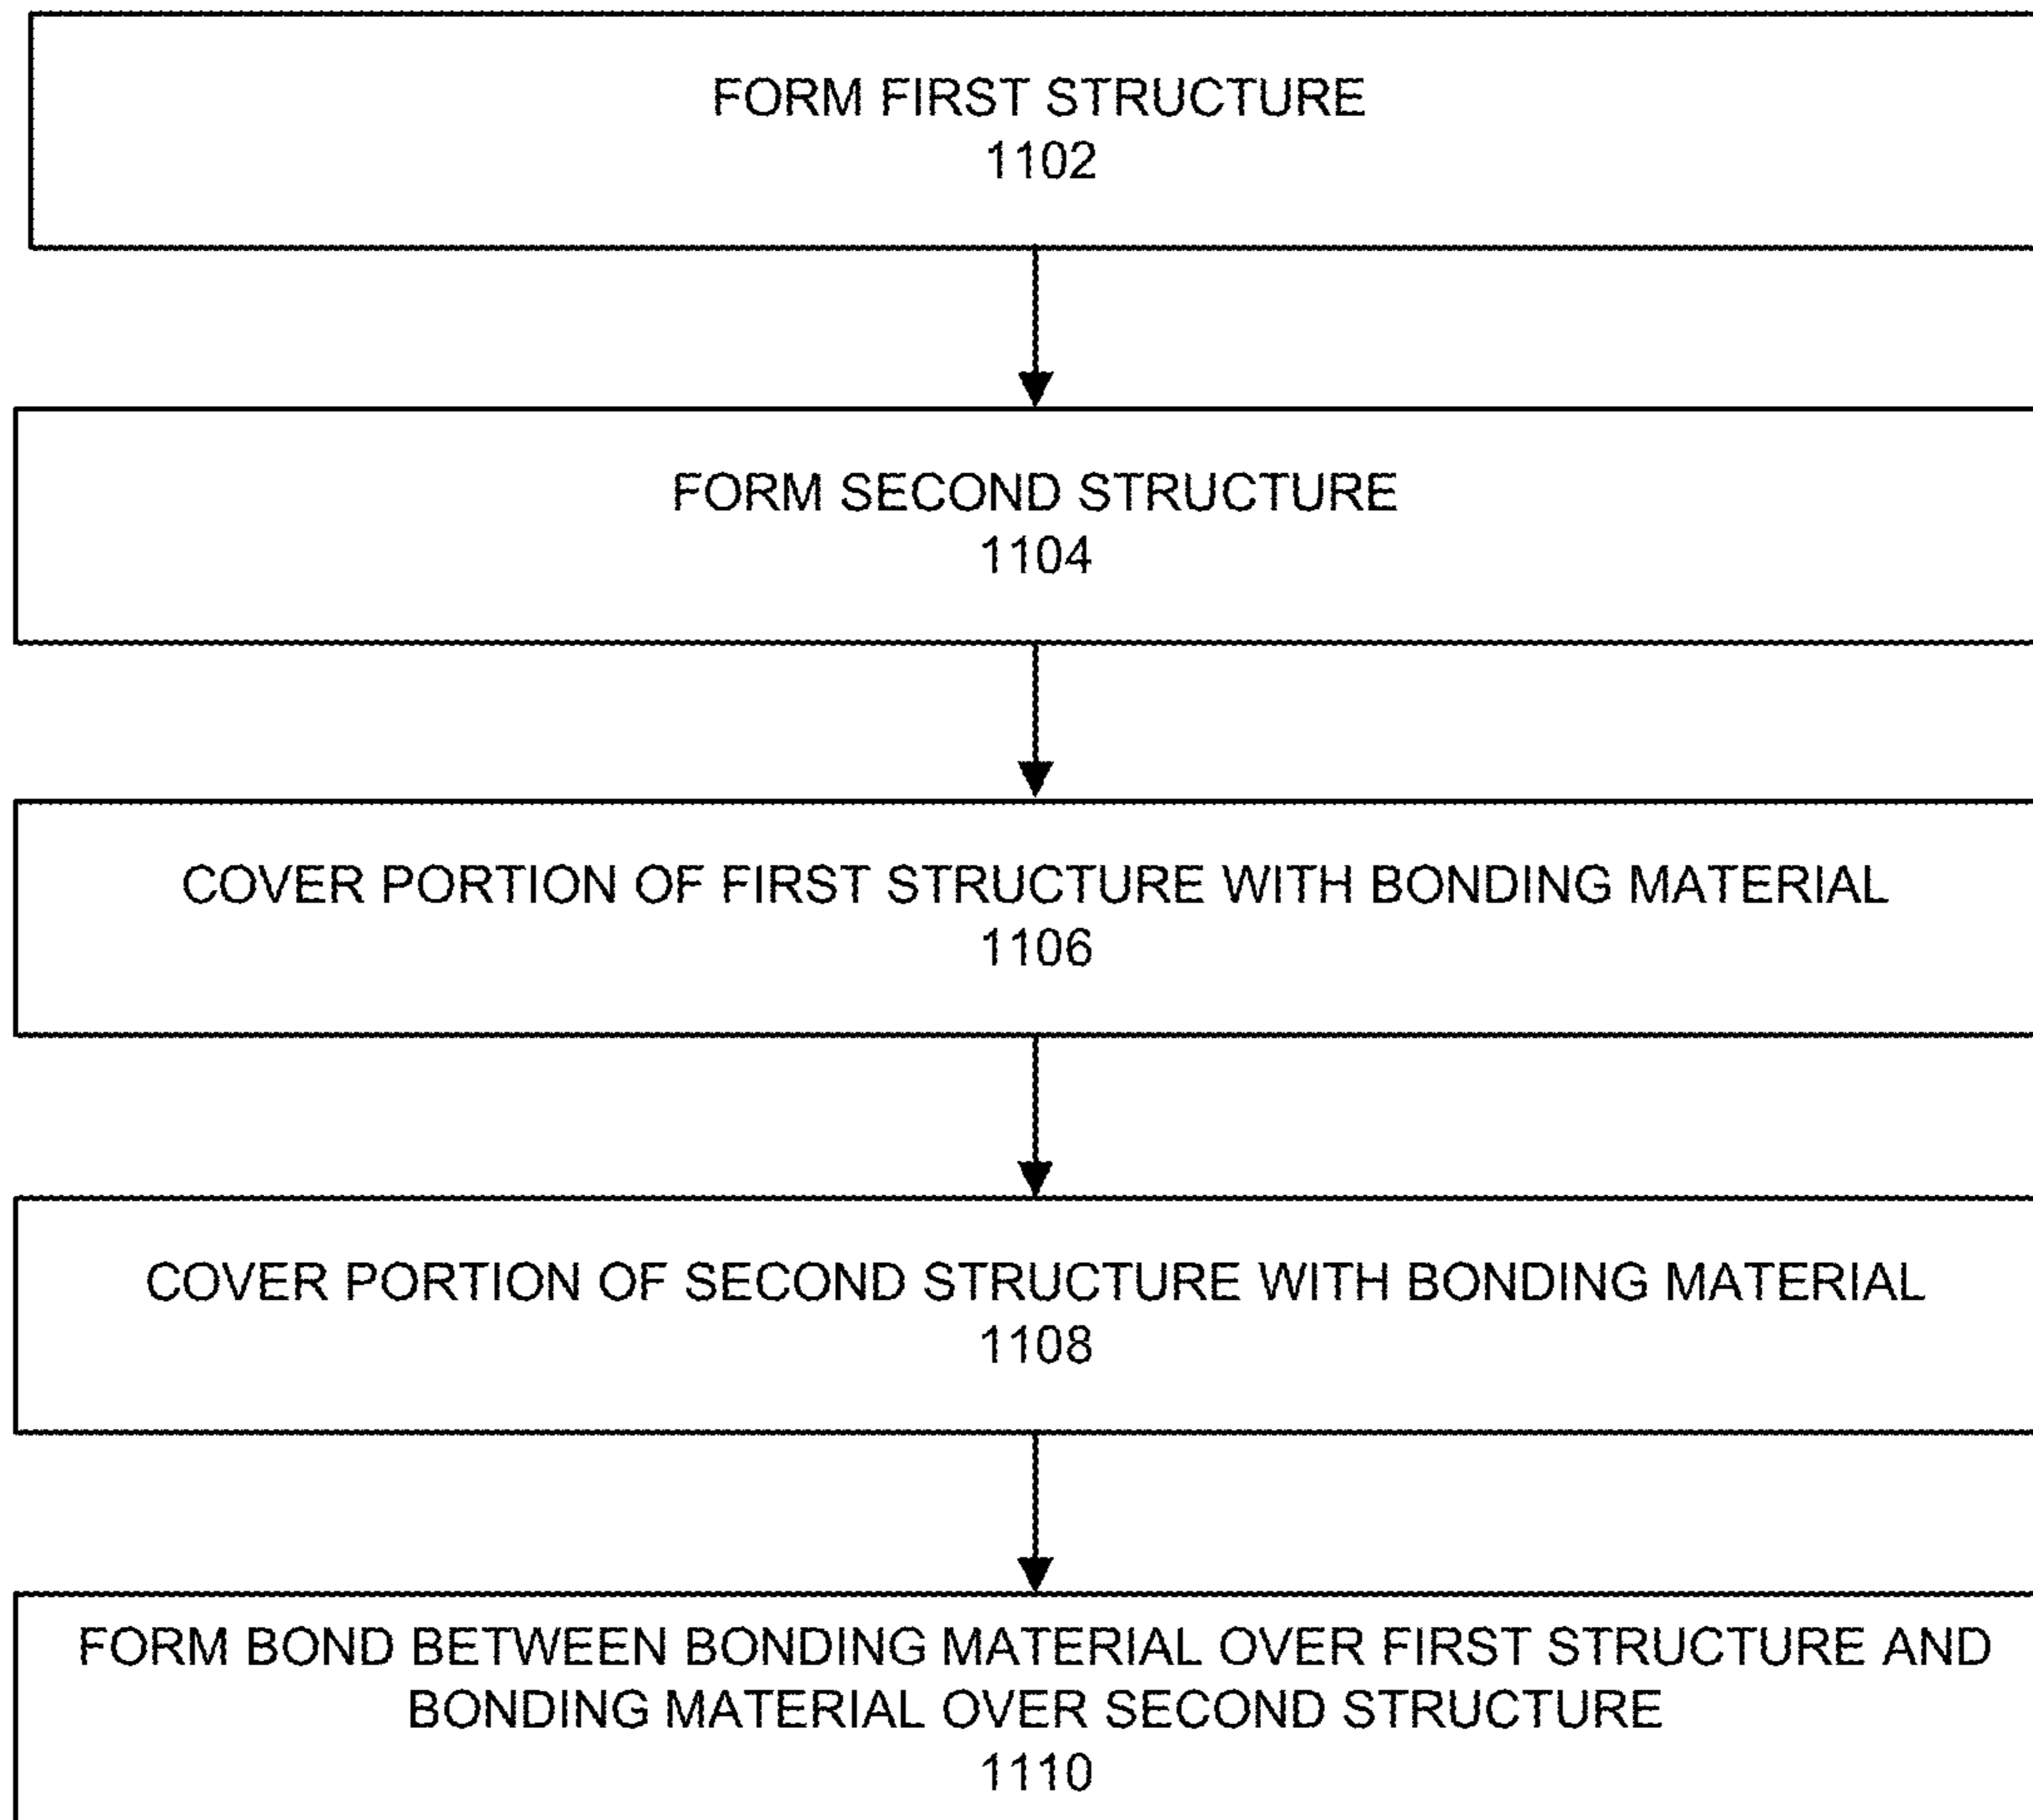 FORM FIRST STRUCTURE
1102
FORM SECOND STRUCTURE
1104
COVER PORTION OF FIRST STRUCTURE WITH BONDING MATERIAL
1106
COVER PORTION OF SECOND STRUCTURE WITH BONDING MATERIAL
1108
FORM BOND BETWEEN BONDING MATERIAL OVER FIRST STRUCTURE AND
BONDING MATERIAL OVER SECOND STRUCTURE
1110